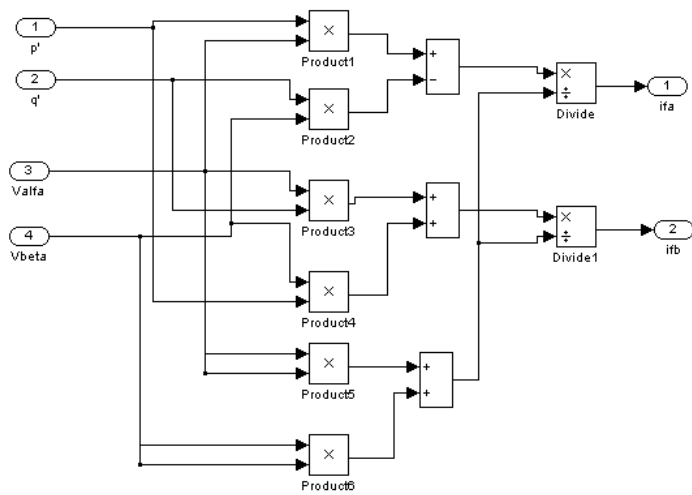 1
p'
2
q'
3
Valfa
4
Vbeta
×
Product1
×
Product2
×
Product3
×
Product4
×
Product5
×
Product6
+
−
+
+
+
+
×
÷
Divide
×
÷
Divide1
1
ifa
2
ifb